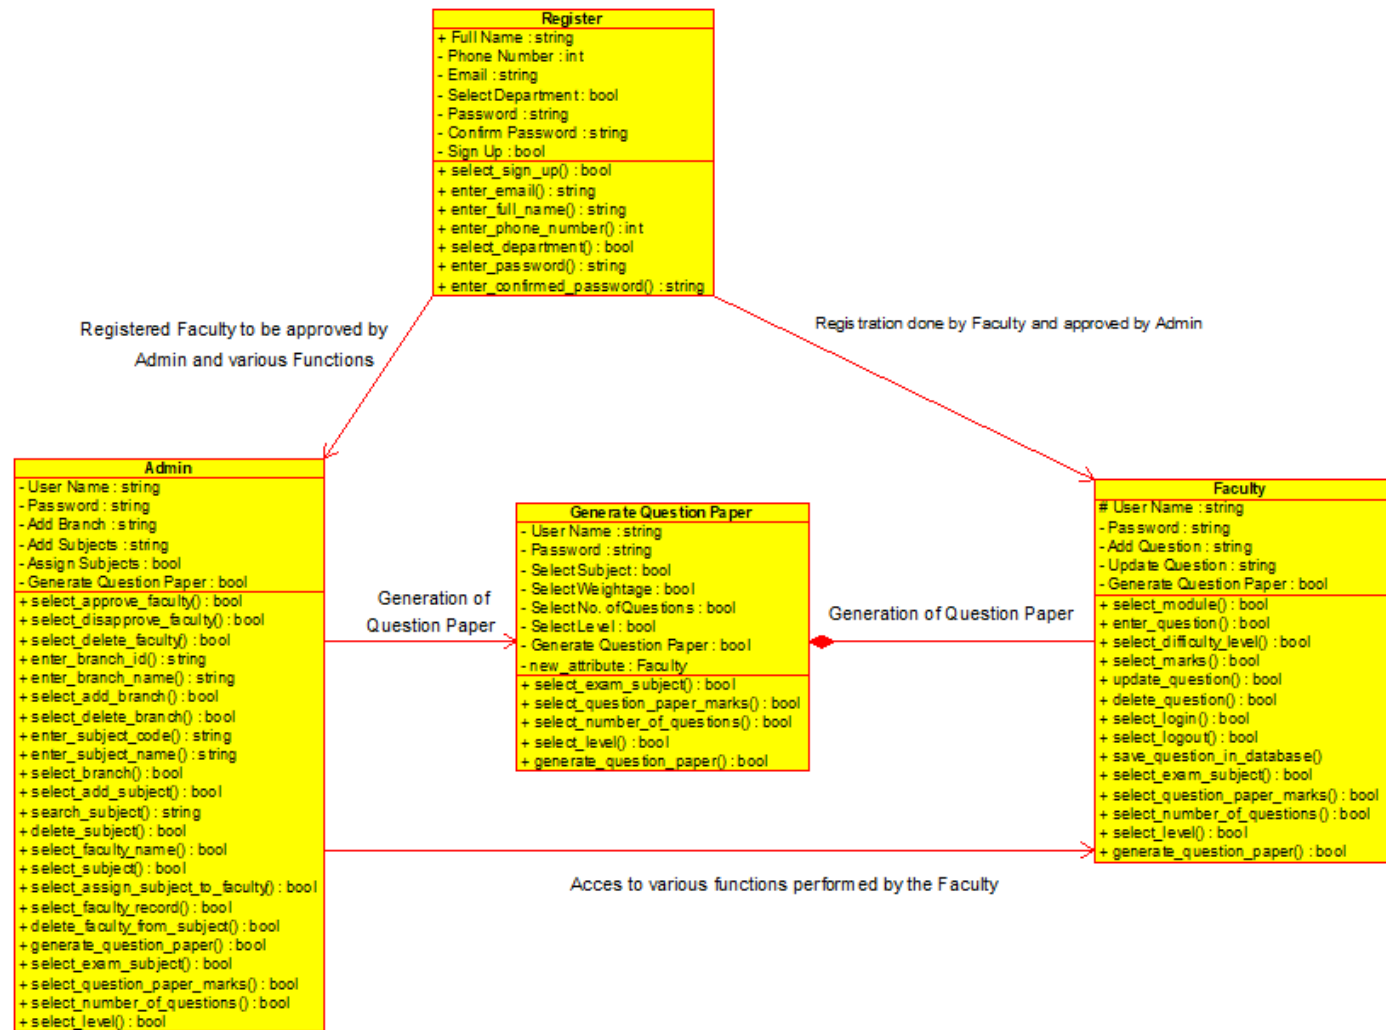 Register
+ Full Name : string
- Phone Number : int
- Email : string
- Select Department : bool
- Password : string
- Confirm Password : string
- Sign Up : bool
+ select_sign_up() : bool
+ enter_email() : string
+ enter_full_name() : string
+ enter_phone_number() : int
+ select_department() : bool
+ enter_password() : string
+ enter_confirmed_password() : string
Registered Faculty to be approved by
Admin and various Functions
Registration done by Faculty and approved by Admin
Admin
- User Name : string
- Password : string
- Add Branch : string
- Add Subjects : string
- Assign Subjects : bool
- Generate Question Paper : bool
+ select_approve_faculty() : bool
+ select_disapprove_faculty() : bool
+ select_delete_faculty() : bool
+ enter_branch_id() : string
+ enter_branch_name() : string
+ select_add_branch() : bool
+ select_delete_branch() : bool
+ enter_subject_code() : string
+ enter_subject_name() : string
+ select_branch() : bool
+ select_add_subject() : bool
+ search_subject() : string
+ delete_subject() : bool
+ select_faculty_name() : bool
+ select_subject() : bool
+ select_assign_subject_to_faculty() : bool
+ select_faculty_record() : bool
+ delete_faculty_from_subject() : bool
+ generate_question_paper() : bool
+ select_exam_subject() : bool
+ select_question_paper_marks() : bool
+ select_number_of_questions() : bool
+ select_level() : bool
Generation of
Question Paper
Generate Question Paper
- User Name : string
- Password : string
- Select Subject : bool
- Select Weightage : bool
- Select No. of Questions : bool
- Select Level : bool
- Generate Question Paper : bool
- new_attribute : Faculty
+ select_exam_subject() : bool
+ select_question_paper_marks() : bool
+ select_number_of_questions() : bool
+ select_level() : bool
+ generate_question_paper() : bool
Generation of Question Paper
Faculty
# User Name : string
- Password : string
- Add Question : string
- Update Question : string
- Generate Question Paper : bool
+ select_module() : bool
+ enter_question() : bool
+ select_difficulty_level() : bool
+ select_marks() : bool
+ update_question() : bool
+ delete_question() : bool
+ select_login() : bool
+ select_logout() : bool
+ save_question_in_database()
+ select_exam_subject() : bool
+ select_question_paper_marks() : bool
+ select_number_of_questions() : bool
+ select_level() : bool
+ generate_question_paper() : bool
Acces to various functions performed by the Faculty